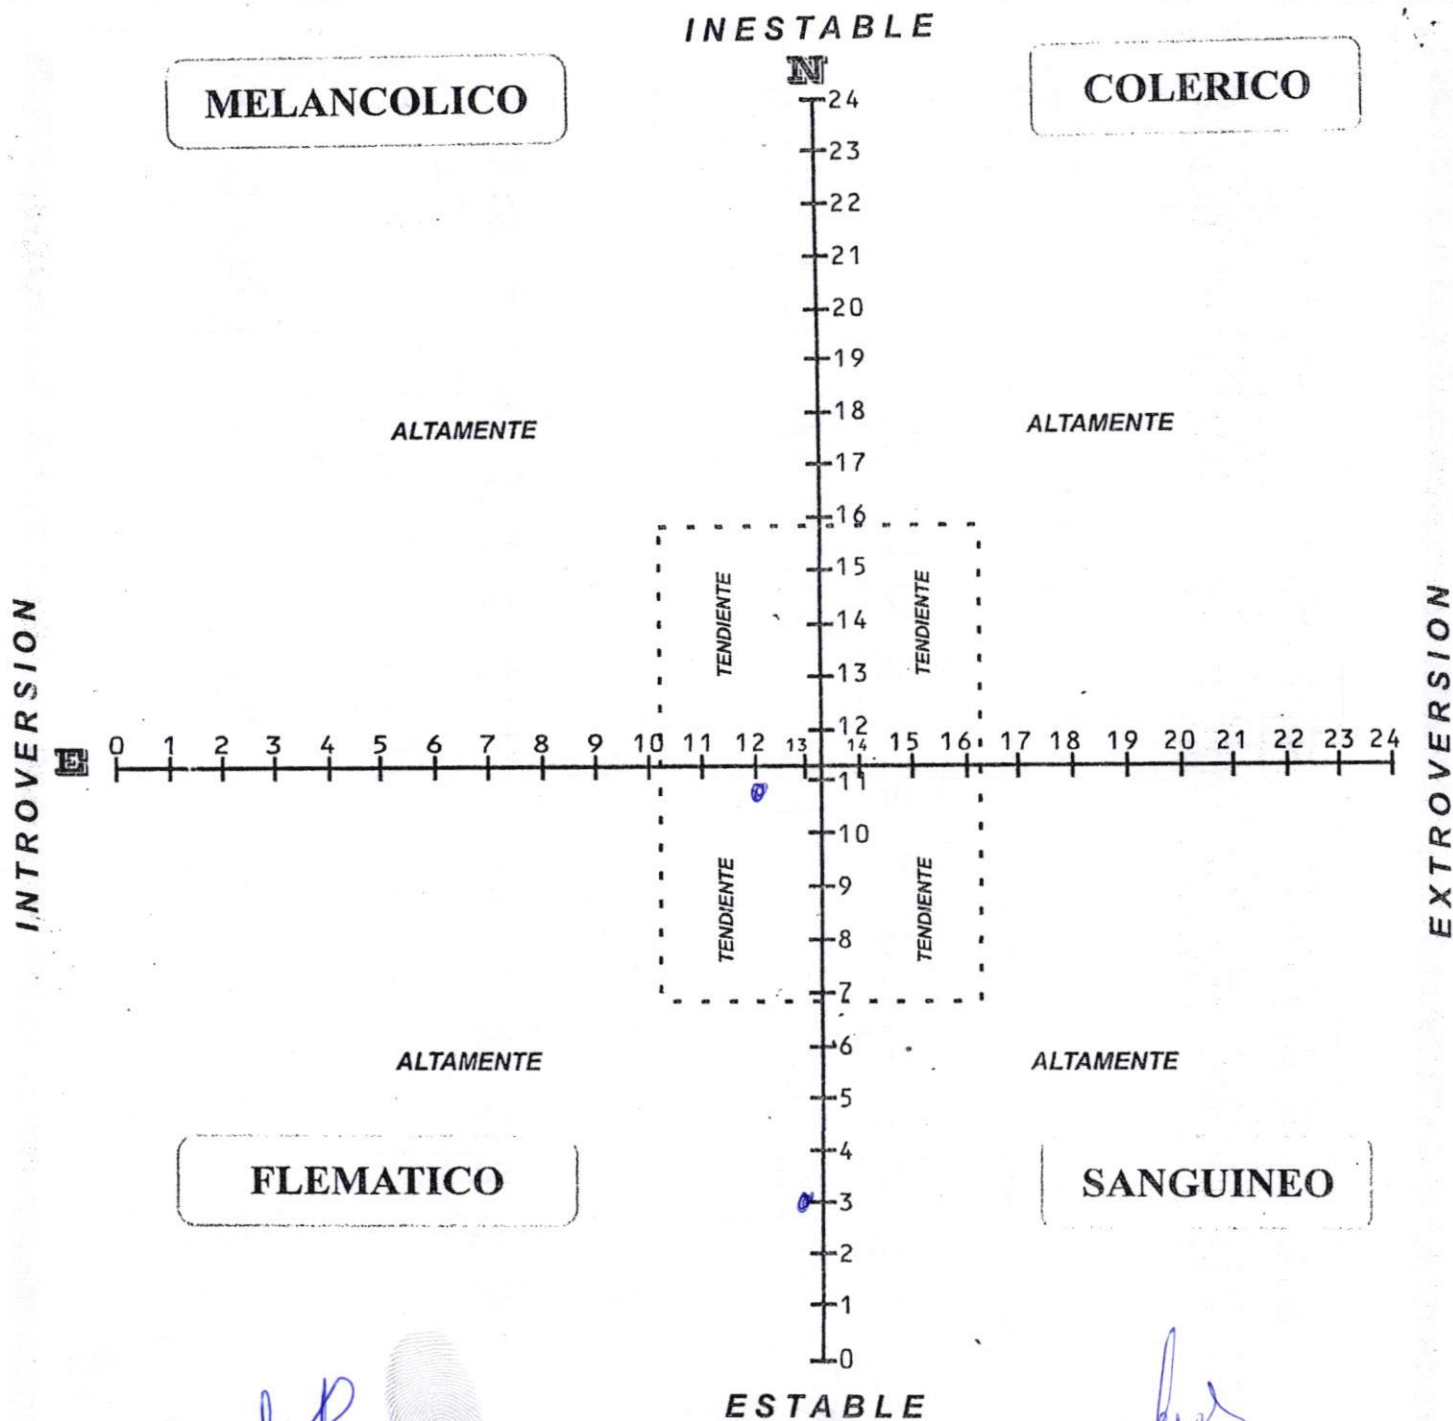 INESTABLE
N
MELANCOLICO
COLERICO
24
23
22
21
20
19
18
17
16
15
14
13
12
ALTAMENTE
ALTAMENTE
TENDIENTE
TENDIENTE
INTROVERSION
EXTROVERSION
E
0 1 2 3 4 5 6 7 8 9 10 11 12 13 14 15 16 17 18 19 20 21 22 23 24
11
10
9
8
7
6
5
4
3
2
1
0
TENDIENTE
TENDIENTE
ALTAMENTE
ALTAMENTE
FLEMATICO
SANGUINEO
ESTABLE